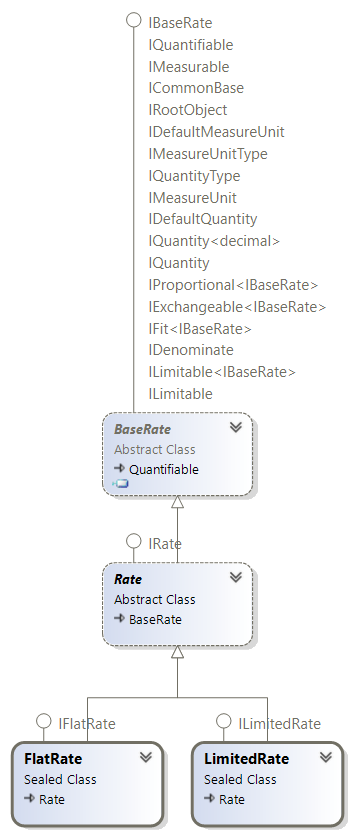 IBaseRate
IQuantifiable
IMeasurable
ICommonBase
IRootObject
IDefaultMeasureUnit
IMeasureUnitType
IQuantityType
IMeasureUnit
IDefaultQuantity
IQuantity<decimal>
IQuantity
IProportional<IBaseRate>
IExchangeable<IBaseRate>
IFit<IBaseRate>
IDenominate
ILimitable<IBaseRate>
ILimitable
BaseRate
Abstract Class
Quantifiable
IRate
Rate
Abstract Class
BaseRate
IFlatRate
FlatRate
Sealed Class
Rate
ILimitedRate
LimitedRate
Sealed Class
Rate